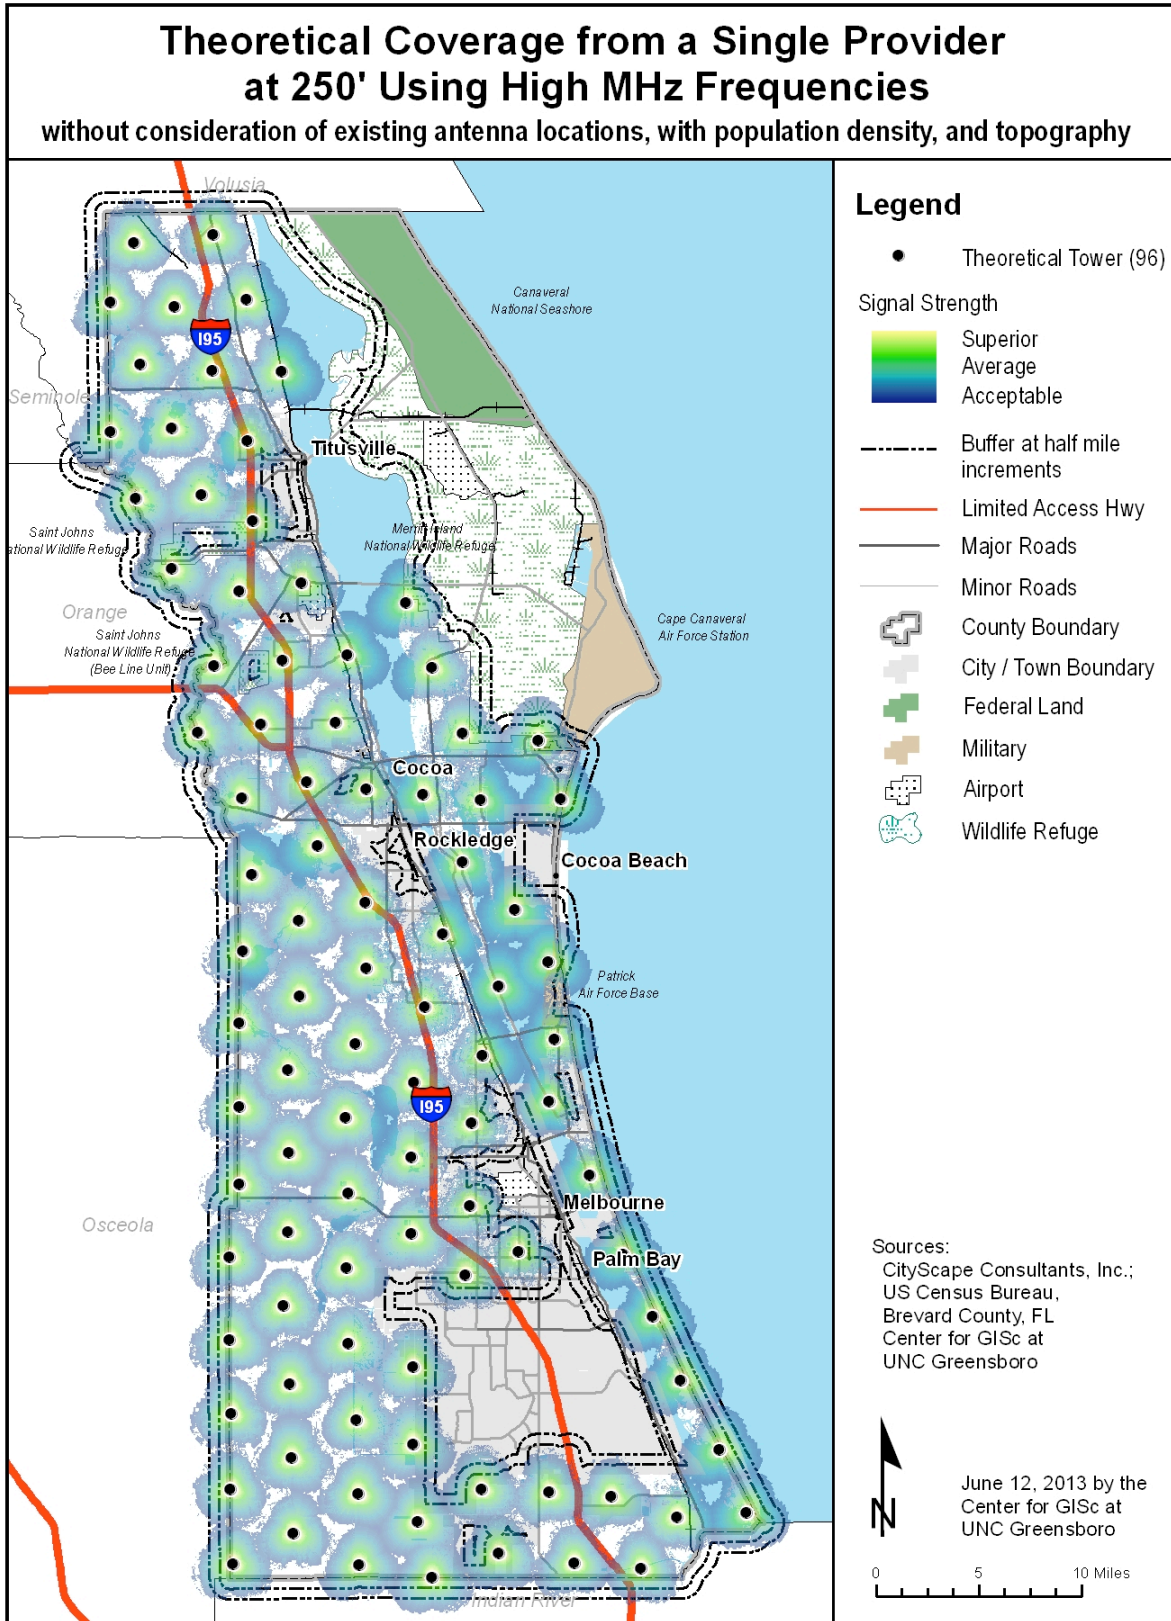 Theoretical Coverage from a Single Provider
at 250' Using High MHz Frequencies
without consideration of existing antenna locations, with population density, and topography
Volusia
Canaveral
National Seashore
I95
Seminole
Titusville
Saint Johns
National Wildlife Refuge
Merritt Island
National Wildlife Refuge
Orange
Saint Johns
National Wildlife Refuge
(Bee Line Unit)
Cape Canaveral
Air Force Station
Cocoa
Rockledge
Cocoa Beach
Patrick
Air Force Base
I95
Melbourne
Osceola
Palm Bay
Indian River
Legend
Theoretical Tower (96)
Signal Strength
Superior
Average
Acceptable
Buffer at half mile
increments
Limited Access Hwy
Major Roads
Minor Roads
County Boundary
City / Town Boundary
Federal Land
Military
Airport
Wildlife Refuge
Sources:
CityScape Consultants, Inc.;
US Census Bureau,
Brevard County, FL
Center for GISc at
UNC Greensboro
N
June 12, 2013 by the
Center for GISc at
UNC Greensboro
0 5 10 Miles